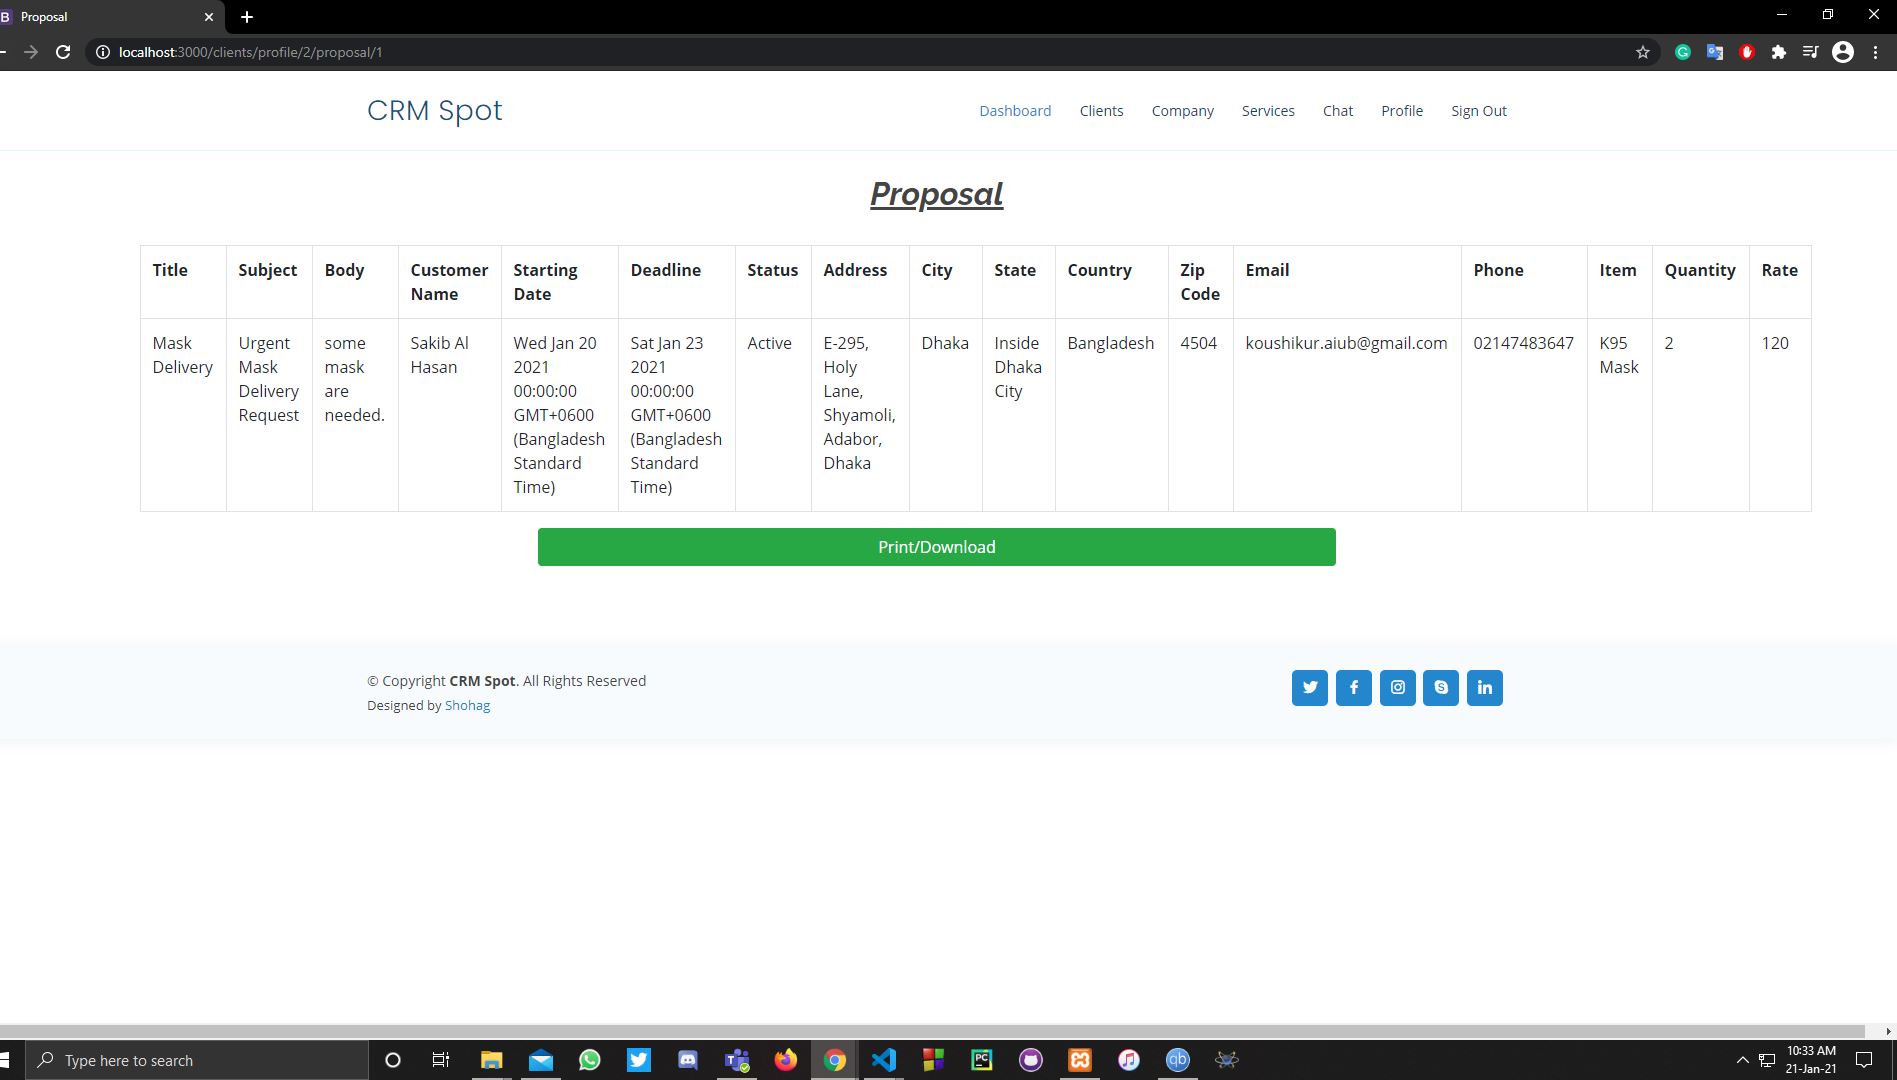 Proposal
localhost:3000/clients/profile/2/proposal/1
CRM Spot
Dashboard Clients Company Services Chat Profile Sign Out
Proposal
Title Subject Body Customer Name Starting Date Deadline Status Address City State Country Zip Code Email Phone Item Quantity Rate
Mask Delivery
Urgent Mask Delivery Request
some mask are needed.
Sakib Al Hasan
Wed Jan 20 2021 00:00:00 GMT+0600 (Bangladesh Standard Time)
Sat Jan 23 2021 00:00:00 GMT+0600 (Bangladesh Standard Time)
Active
E-295, Holy Lane, Shyamoli, Adabor, Dhaka
Dhaka
Inside Dhaka City
Bangladesh
4504
koushikur.aiub@gmail.com
02147483647
K95 Mask
2
120
Print/Download
© Copyright CRM Spot. All Rights Reserved
Designed by Shohag
Type here to search
10:33 AM
21-Jan-21